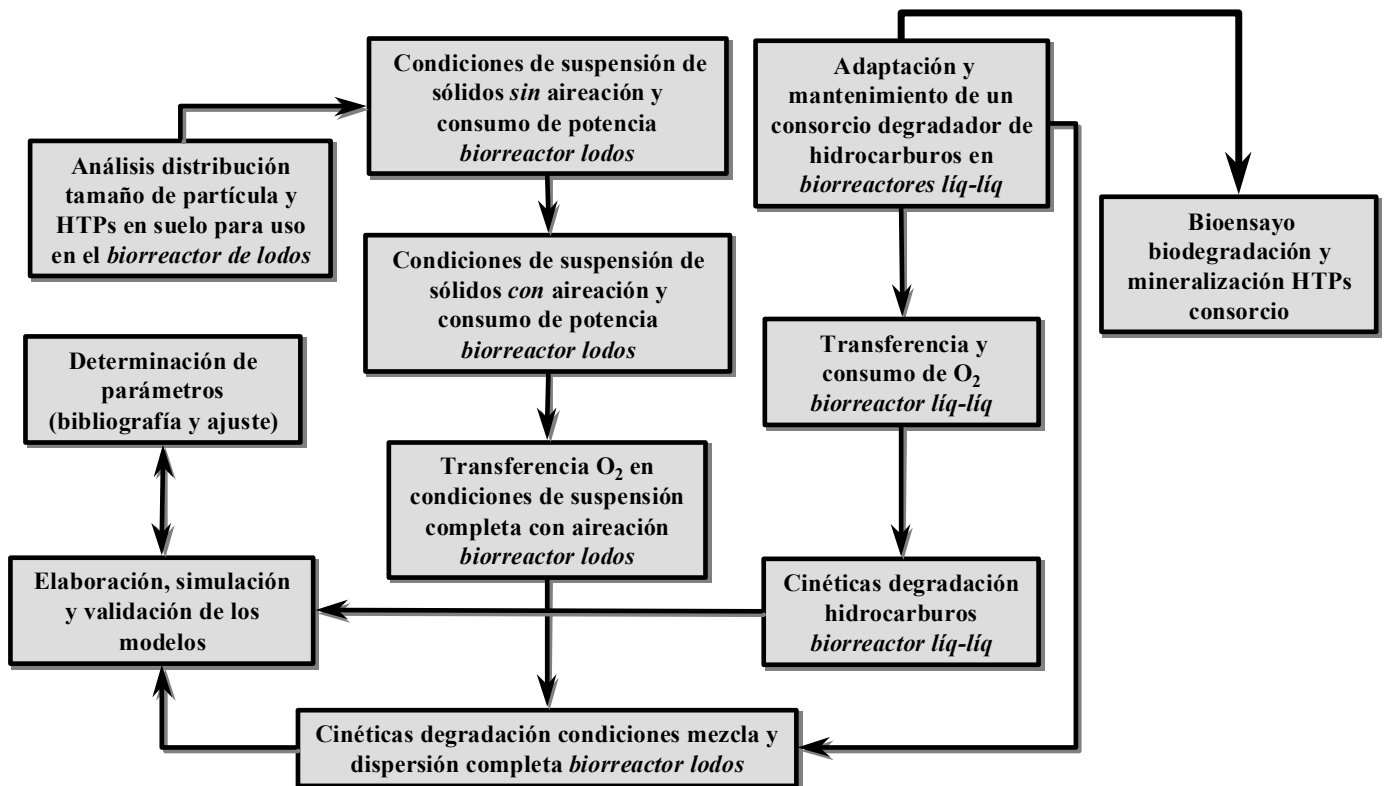 Análisis distribución
tamaño de partícula y
HTPs en suelo para uso
en el biorreactor de lodos
Condiciones de suspensión de
sólidos sin aireación y
consumo de potencia
biorreactor lodos
Condiciones de suspensión de
sólidos con aireación y
consumo de potencia
biorreactor lodos
Transferencia O₂ en
condiciones de suspensión
completa con aireación
biorreactor lodos
Adaptación y
mantenimiento de un
consorcio degradador de
hidrocarburos en
biorreactores líq-líq
Bioensayo
biodegradación y
mineralización HTPs
consorcio
Transferencia y
consumo de O₂
biorreactor líq-líq
Cinéticas degradación
hidrocarburos
biorreactor líq-líq
Determinación de
parámetros
(bibliografía y ajuste)
Elaboración, simulación
y validación de los
modelos
Cinéticas degradación condiciones mezcla y
dispersión completa biorreactor lodos